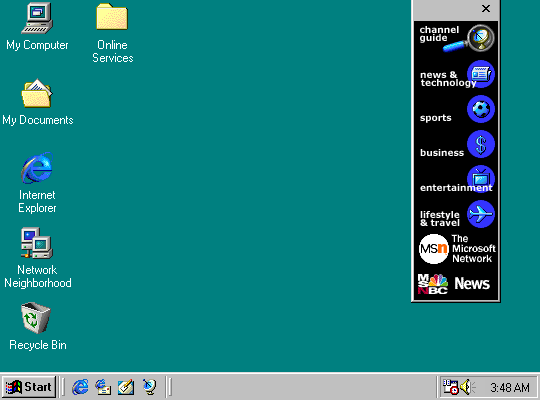 My Computer
Online
Services
My Documents
Internet
Explorer
Network
Neighborhood
Recycle Bin
channel
guide
news &
technology
sports
$
business
entertainment
lifestyle
& travel
msn
The
Microsoft
Network
MSNBC
News
Start
3:48 AM